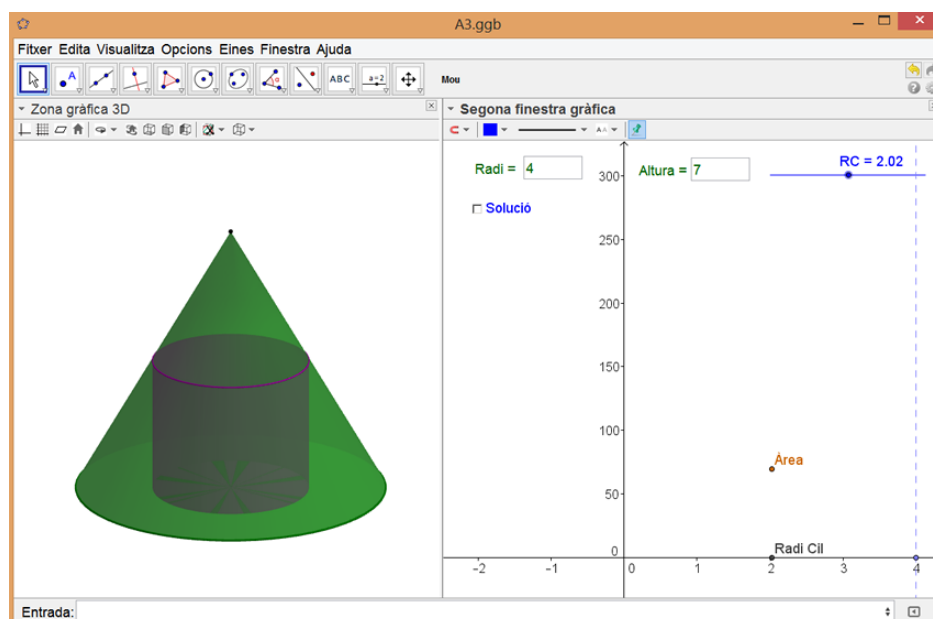 A3.ggb
Fitxer Edita Visualitza Opcions Eines Finestra Ajuda
A
ABC
a=2
Mou
Zona gràfica 3D
Segona finestra gràfica
AA
Radi = 4
Altura = 7
RC = 2.02
Solució
300
250
200
150
100
50
0
Àrea
Radi Cil
-2 -1 0 1 2 3 4
Entrada: